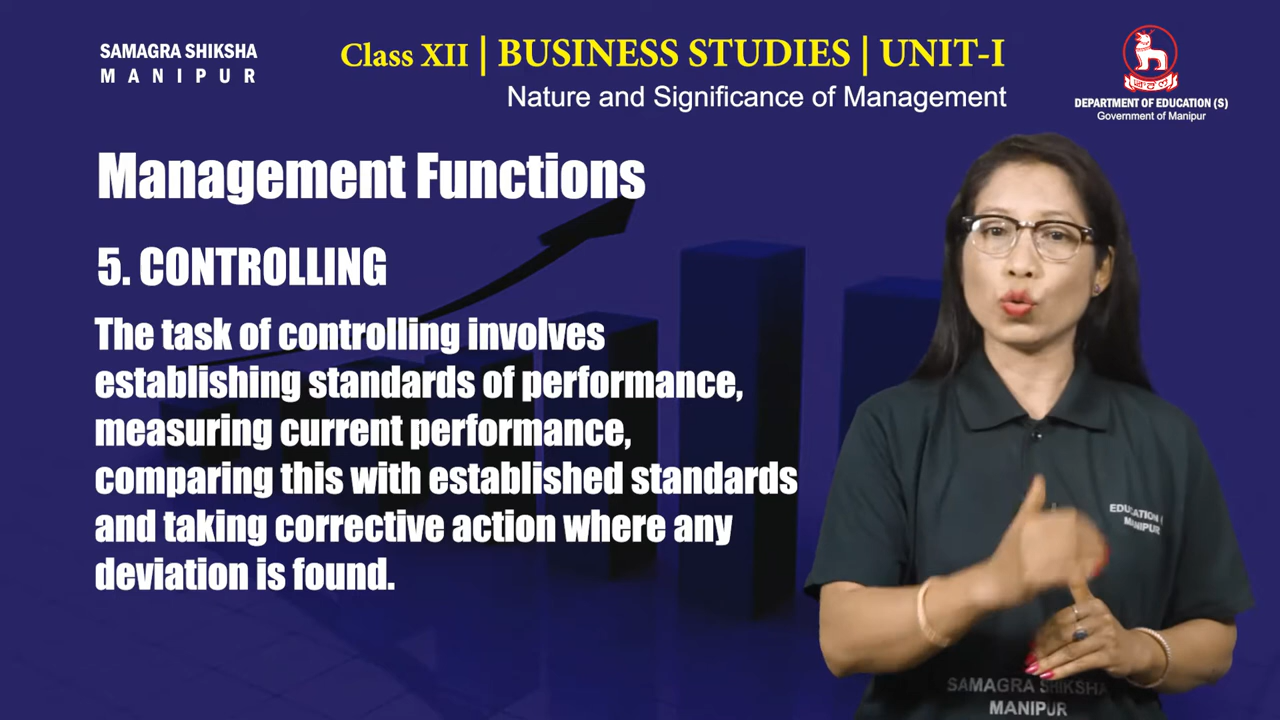 SAMAGRA SHIKSHA
MANIPUR
Class XII | BUSINESS STUDIES | UNIT-I
Nature and Significance of Management
DEPARTMENT OF EDUCATION (S)
Government of Manipur
Management Functions
5. CONTROLLING
The task of controlling involves
establishing standards of performance,
measuring current performance,
comparing this with established standards
and taking corrective action where any
deviation is found.
MANIPUR
SAMAGRA SHIKSHA
MANIPUR